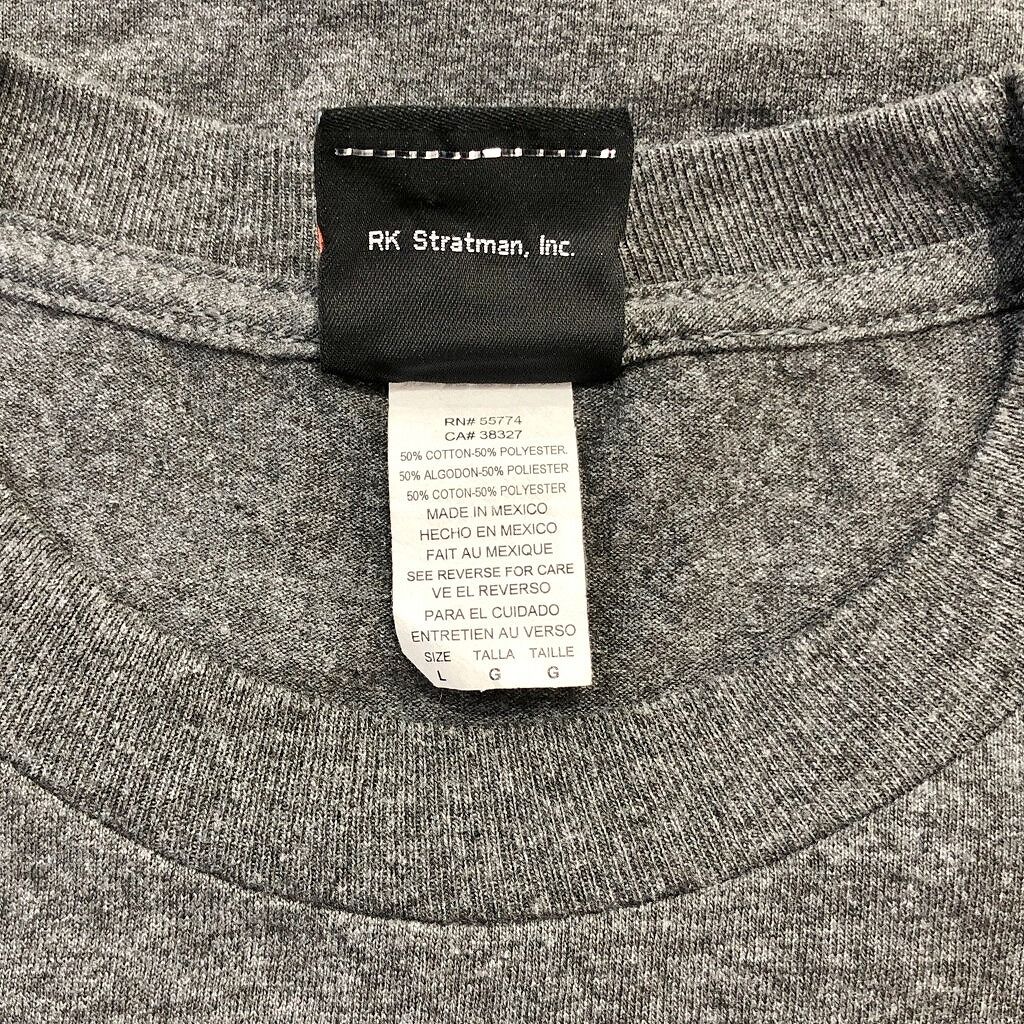 RK Stratman, Inc.
RN# 55774
CA# 38327
50% COTTON-50% POLYESTER.
50% ALGODON-50% POLIESTER
50% COTON-50% POLYESTER
MADE IN MEXICO
HECHO EN MEXICO
FAIT AU MEXIQUE
SEE REVERSE FOR CARE
VE EL REVERSO
PARA EL CUIDADO
ENTRETIEN AU VERSO
SIZE TALLA TAILLE
L G G